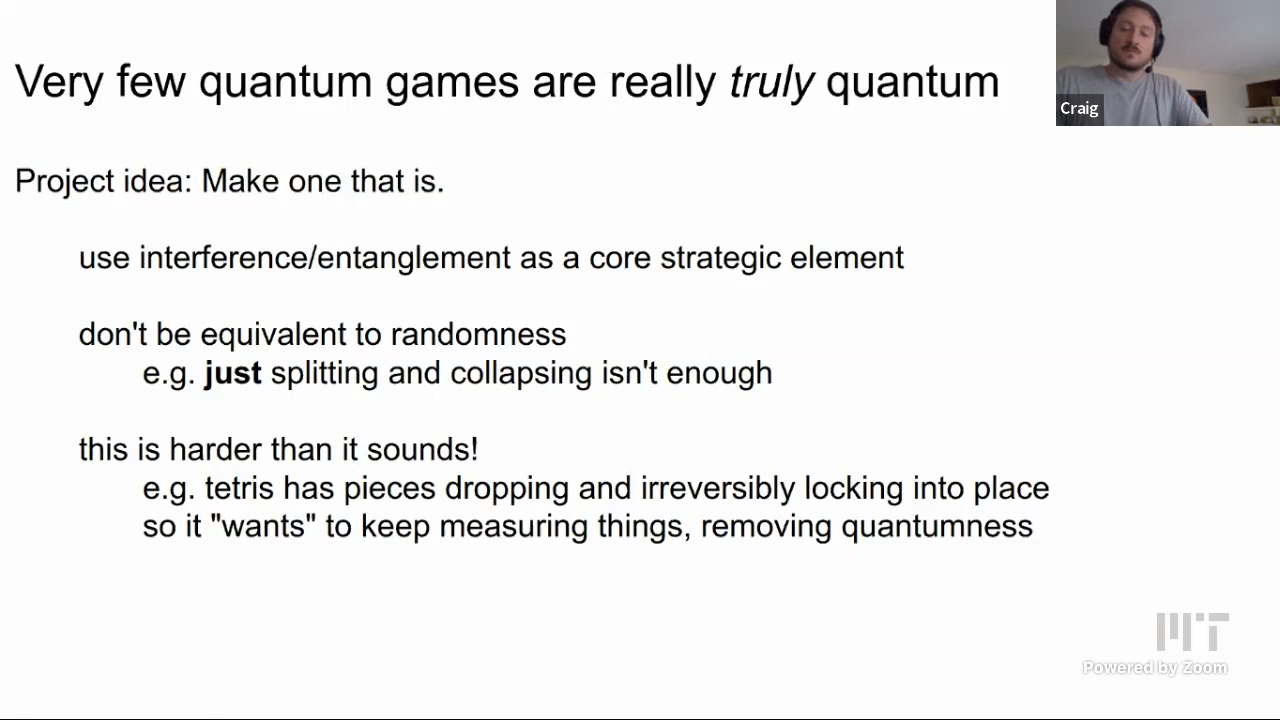 Very few quantum games are really truly quantum
Craig
Project idea: Make one that is.
use interference/entanglement as a core strategic element
don't be equivalent to randomness
e.g. just splitting and collapsing isn't enough
this is harder than it sounds!
e.g. tetris has pieces dropping and irreversibly locking into place
so it "wants" to keep measuring things, removing quantumness
MIT
Powered by Zoom